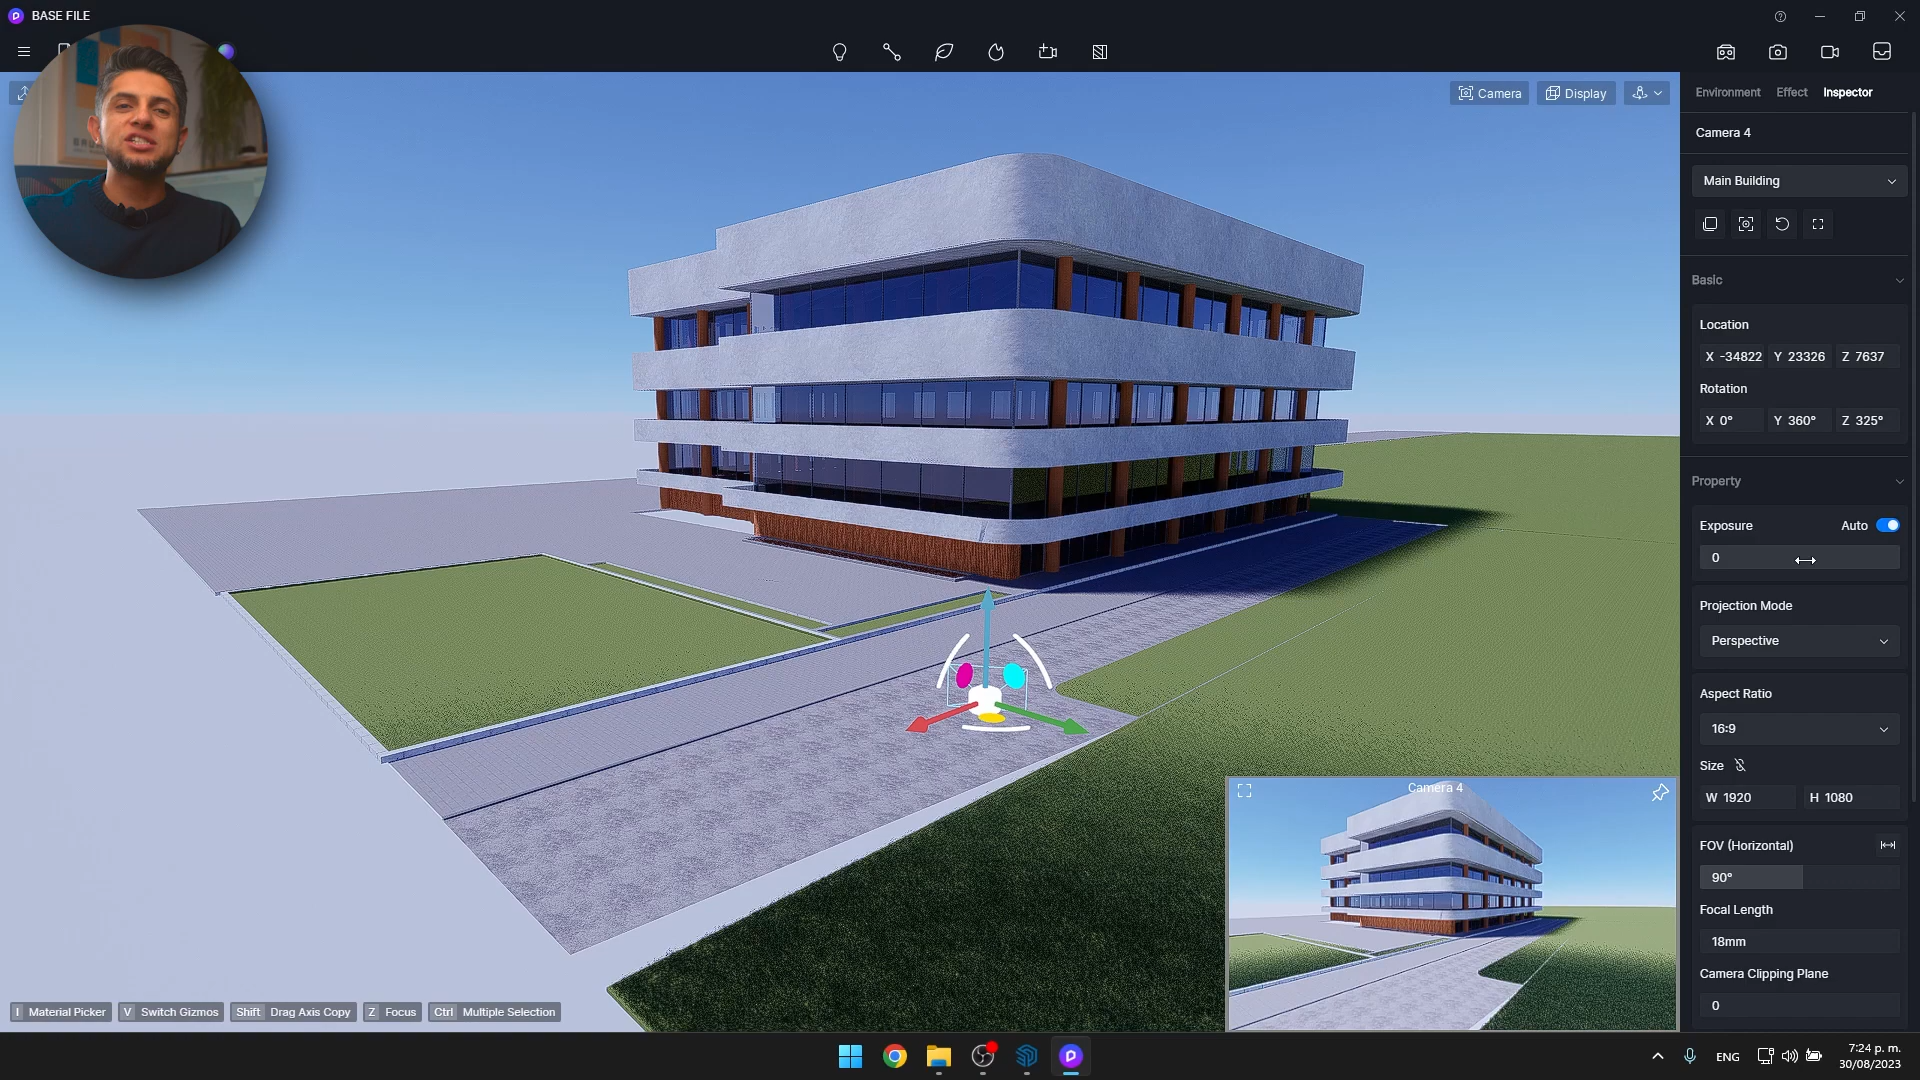 BASE FILE
Camera
Display
Environment
Effect
Inspector
Camera 4
Main Building
Basic
Location
X -34822 Y 23326 Z 7637
Rotation
X 0° Y 360° Z 325°
Property
Exposure
Auto
0
Projection Mode
Perspective
Aspect Ratio
16:9
Size
W 1920 H 1080
FOV (Horizontal)
90°
Focal Length
18mm
Camera Clipping Plane
0
Camera 4
I Material Picker V Switch Gizmos Shift Drag Axis Copy Z Focus Ctrl Multiple Selection
ENG
7:24 p. m.
30/08/2023